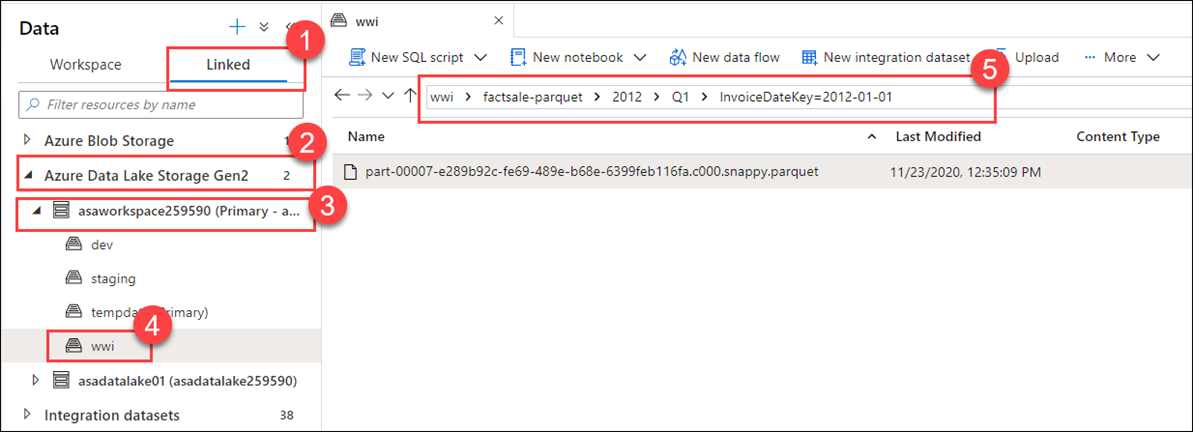 Data
1
Workspace
Linked
Filter resources by name
Azure Blob Storage
2
Azure Data Lake Storage Gen2 2
3
asaworkspace259590 (Primary - a...
dev
staging
4
wwi
asadatalake01 (asadatalake259590)
Integration datasets 38
wwi
New SQL script New notebook New data flow New integration dataset Upload ... More
5
wwi > factsale-parquet > 2012 > Q1 > InvoiceDateKey=2012-01-01
Name Last Modified Content Type
part-00007-e289b92c-fe69-489e-b68e-6399feb116fa.c000.snappy.parquet 11/23/2020, 12:35:09 PM